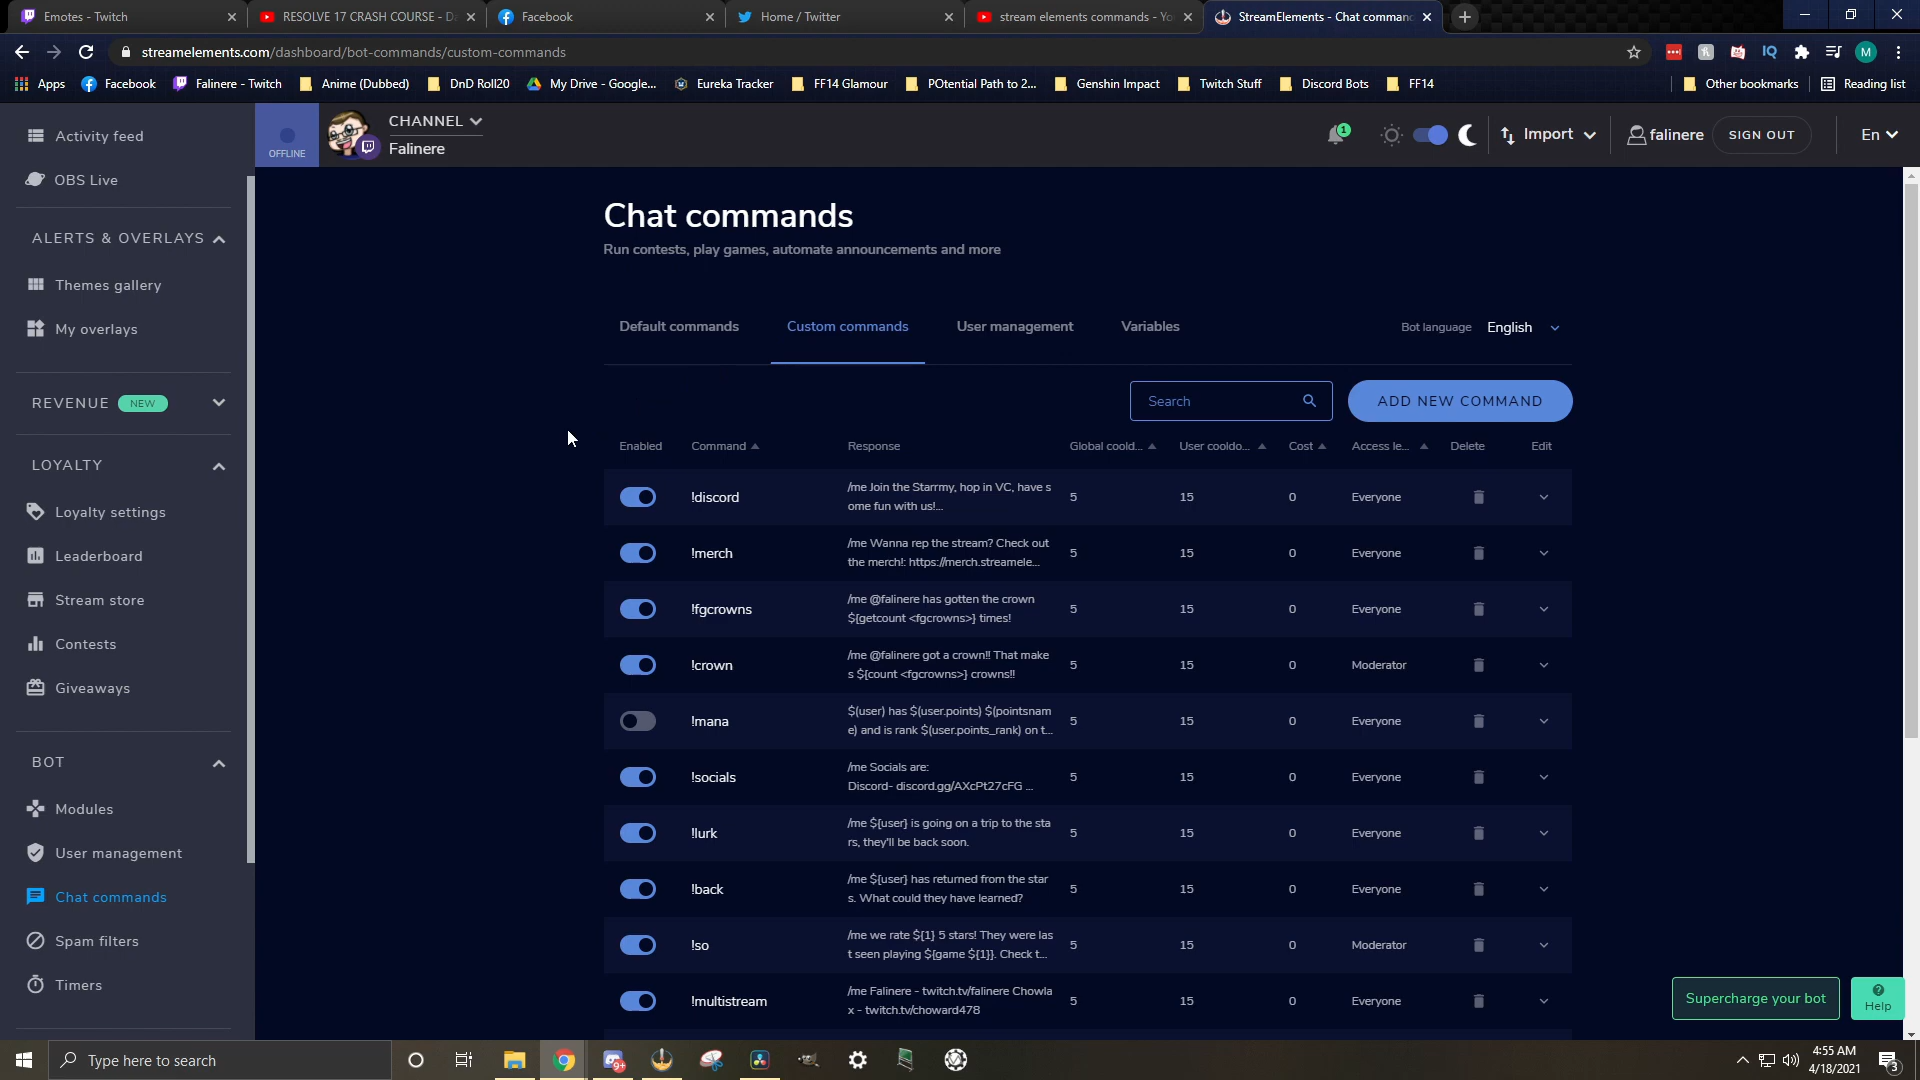 Emotes - Twitch
RESOLVE 17 CRASH COURSE - Da
Facebook
Home / Twitter
stream elements commands - Yo
StreamElements - Chat comman
streamelements.com/dashboard/bot-commands/custom-commands
M
Apps
Facebook
Falinere - Twitch
Anime (Dubbed)
DnD Roll20
My Drive - Google...
Eureka Tracker
FF14 Glamour
POtential Path to 2...
Genshin Impact
Twitch Stuff
Discord Bots
FF14
Other bookmarks
Reading list
OFFLINE
CHANNEL
Falinere
1
Import
falinere
SIGN OUT
En
Activity feed
OBS Live
ALERTS & OVERLAYS
Themes gallery
My overlays
REVENUE NEW
LOYALTY
Loyalty settings
Leaderboard
Stream store
Contests
Giveaways
BOT
Modules
User management
Chat commands
Spam filters
Timers
Chat commands
Run contests, play games, automate announcements and more
Default commands
Custom commands
User management
Variables
Bot language English
Search
ADD NEW COMMAND
Enabled Command Response Global coold... User cooldo... Cost Access le... Delete Edit
!discord /me Join the Starrmy, hop in VC, have s 5 15 0 Everyone
ome fun with us!...
!merch /me Wanna rep the stream? Check out 5 15 0 Everyone
the merch!: https://merch.streamele...
!fgcrowns /me @falinere has gotten the crown 5 15 0 Everyone
${getcount <fgcrowns>} times!
!crown /me @falinere got a crown!! That make 5 15 0 Moderator
s ${count <fgcrowns>} crowns!!
!mana $(user) has $(user.points) $(pointsnam 5 15 0 Everyone
e) and is rank $(user.points_rank) on t...
!socials /me Socials are: 5 15 0 Everyone
Discord- discord.gg/AXcPt27cFG ...
!lurk /me ${user} is going on a trip to the sta 5 15 0 Everyone
rs, they'll be back soon.
!back /me ${user} has returned from the star 5 15 0 Everyone
s. What could they have learned?
!so /me we rate ${1} 5 stars! They were las 5 15 0 Moderator
t seen playing ${game ${1}}. Check t...
!multistream /me Falinere - twitch.tv/falinere Chowla 5 15 0 Everyone
x - twitch.tv/choward478
Supercharge your bot
Help
Type here to search
9+
4:55 AM
4/18/2021
3